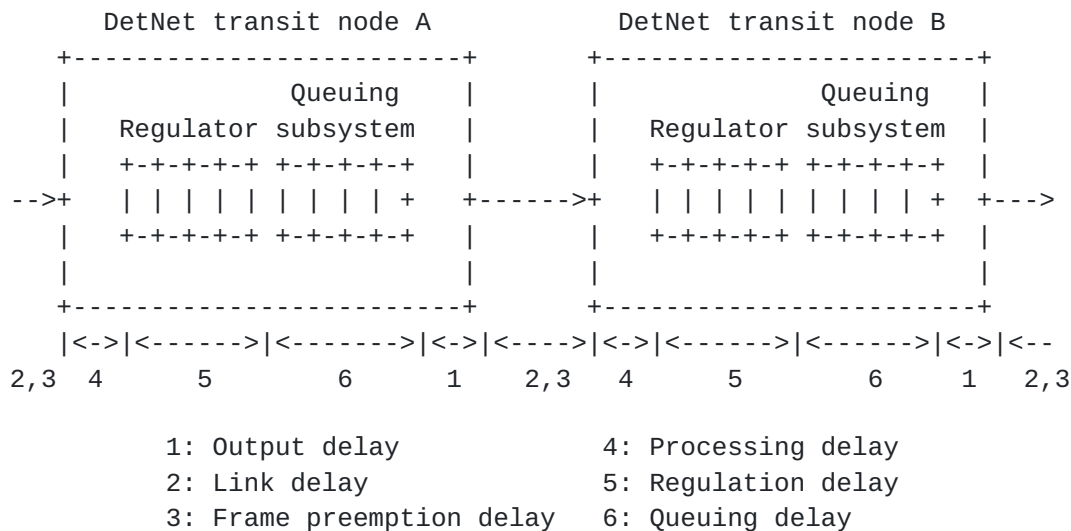 DetNet transit node A            DetNet transit node B
   +-------------------------+       +------------------------+
   |              Queuing    |       |              Queuing   |
   |   Regulator subsystem   |       |   Regulator subsystem  |
   |   +-+-+-+-+ +-+-+-+-+   |       |   +-+-+-+-+ +-+-+-+-+  |
-->+   | | | | | | | | | +   +------>+   | | | | | | | | | +  +--->
   |   +-+-+-+-+ +-+-+-+-+   |       |   +-+-+-+-+ +-+-+-+-+  |
   |                         |       |                        |
   +-------------------------+       +------------------------+
   |<->|<------>|<------->|<->|<---->|<->|<------>|<------>|<->|<--
2,3  4      5        6      1    2,3   4      5        6     1   2,3

          1: Output delay             4: Processing delay
          2: Link delay               5: Regulation delay
          3: Frame preemption delay   6: Queuing delay